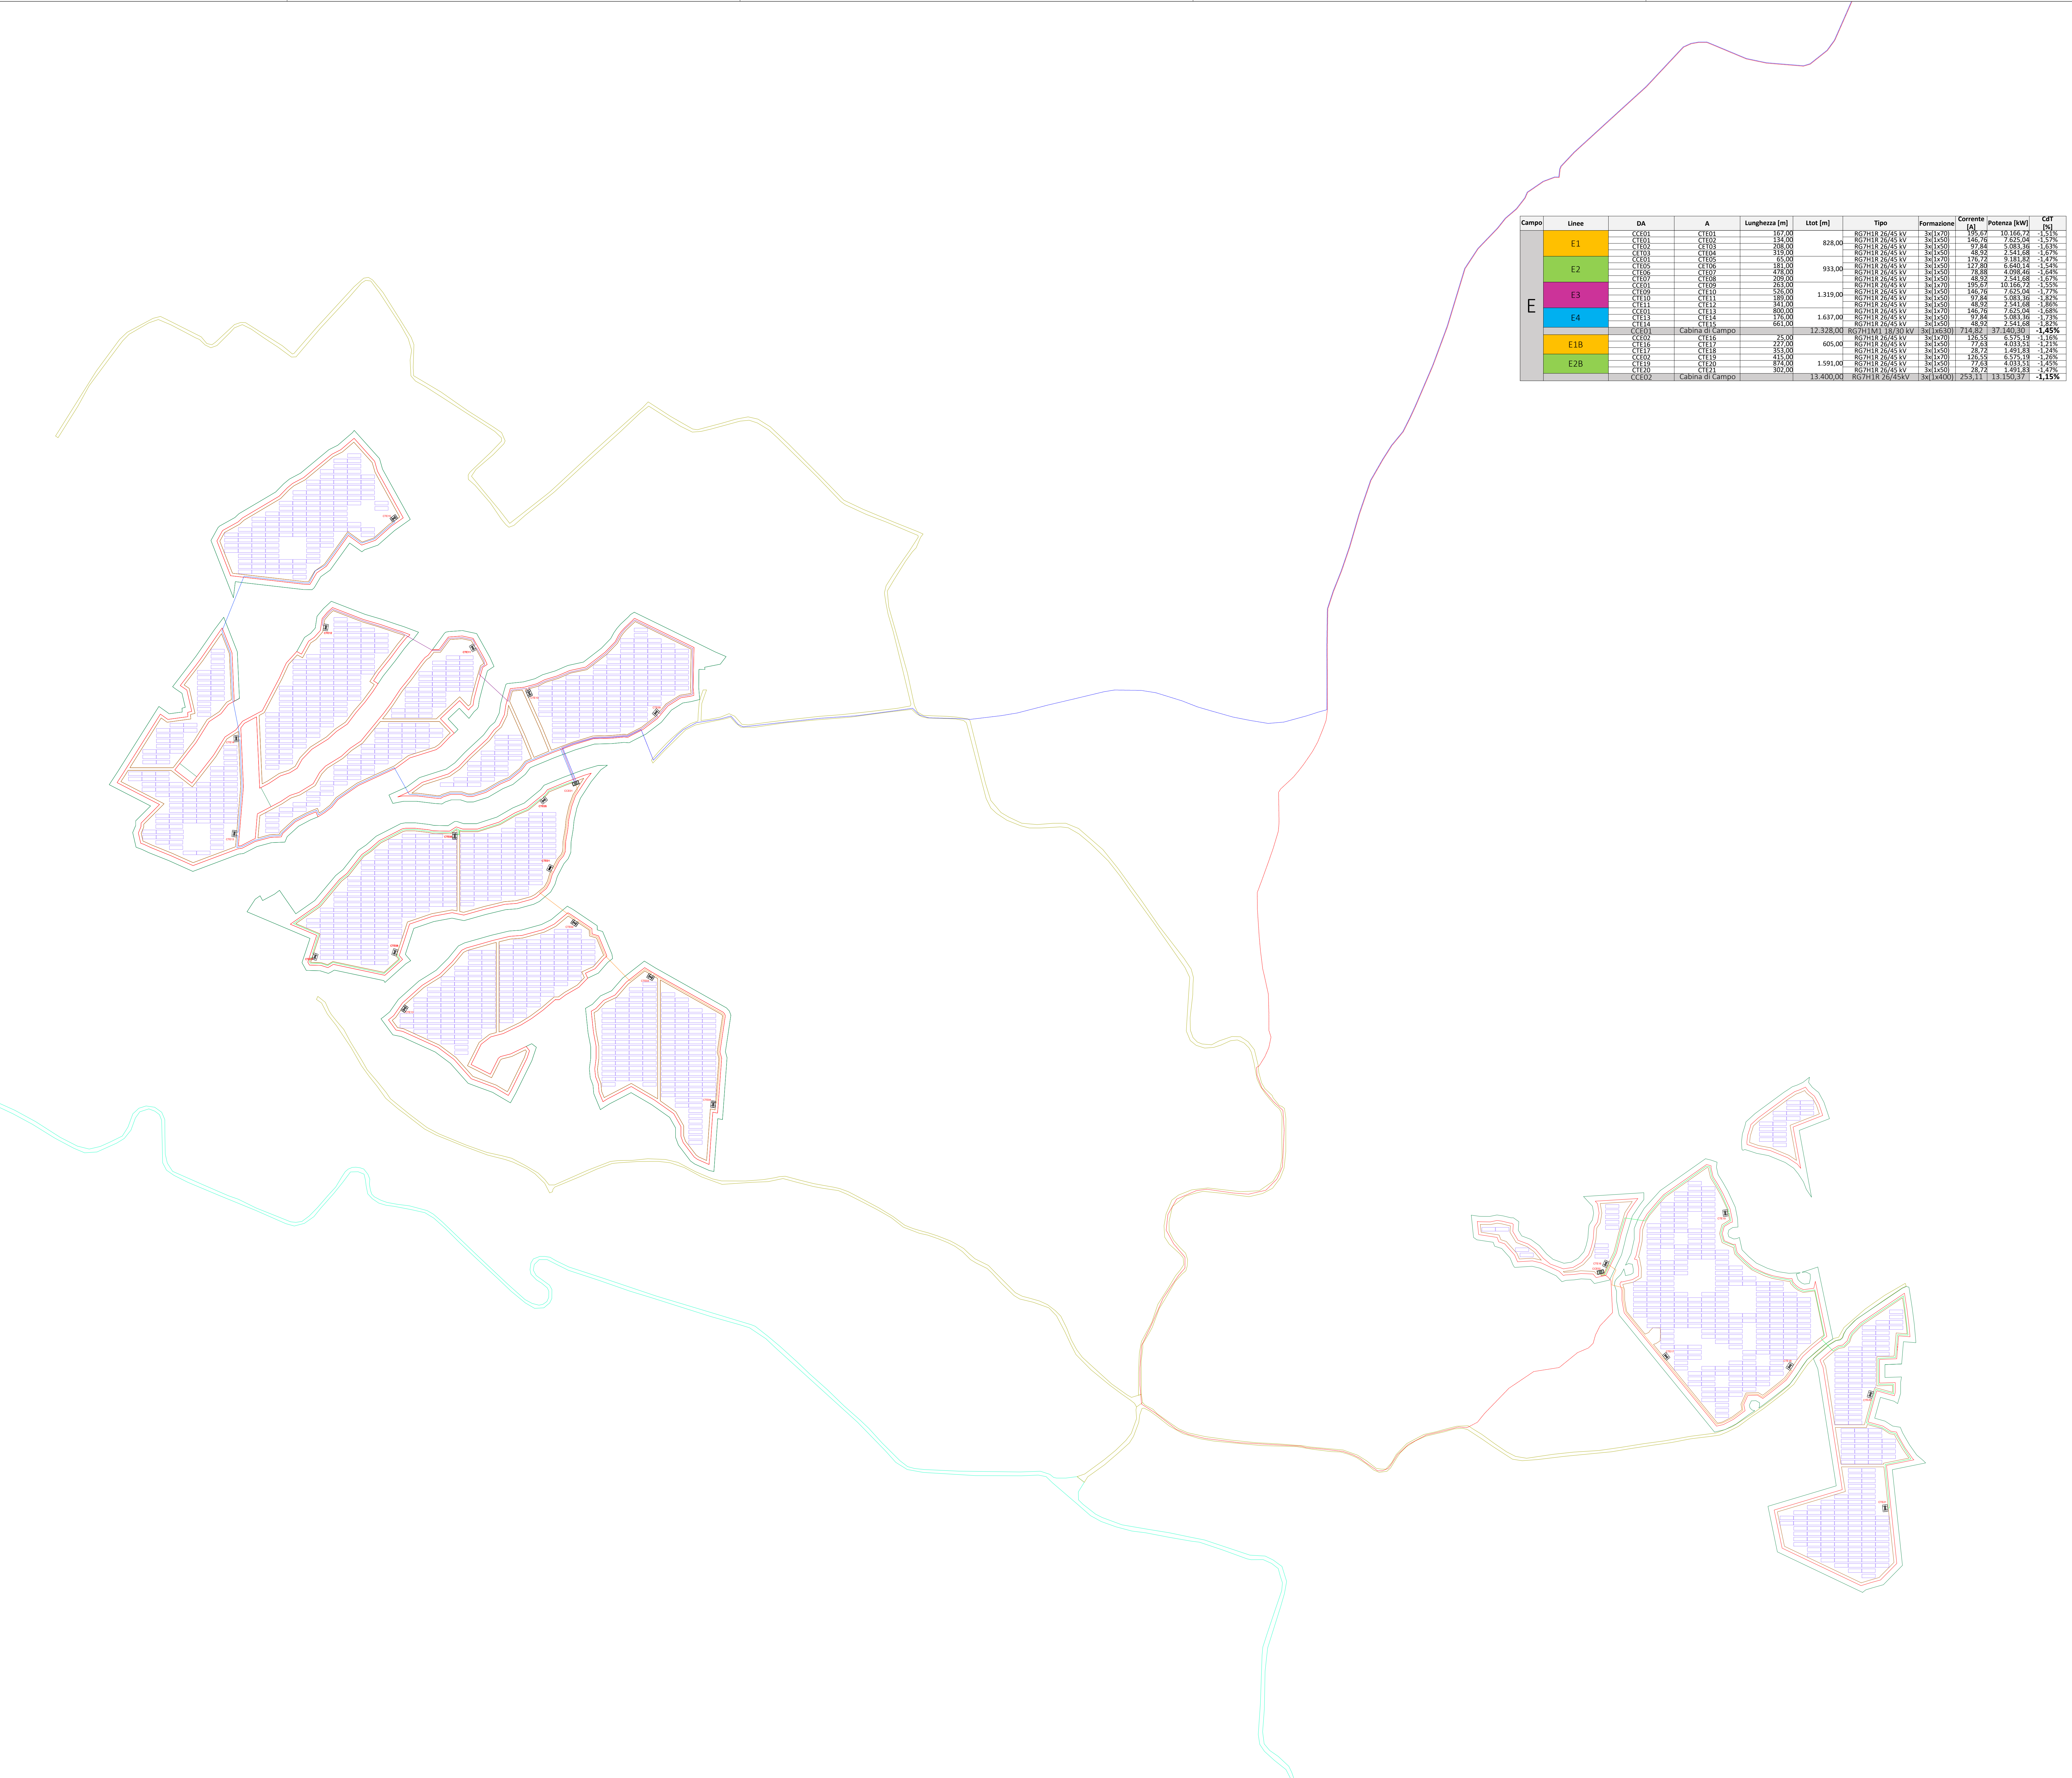 Campo Linee DA A Lunghezza [m] Ltot [m] Tipo Formazione Corrente [A] Potenza [kW] CdT [%]
E
E1 828,00
CCE01 CTE01 167,00 RG7H1R 26/45 kV 3x(1x70) 195,67 10.166,72 -1,51%
CTE01 CTE02 134,00 RG7H1R 26/45 kV 3x(1x50) 146,76 7.625,04 -1,57%
CTE02 CET03 208,00 RG7H1R 26/45 kV 3x(1x50) 97,84 5.083,36 -1,63%
CET03 CTE04 319,00 RG7H1R 26/45 kV 3x(1x50) 48,92 2.541,68 -1,67%
E2 933,00
CCE01 CTE05 65,00 RG7H1R 26/45 kV 3x(1x70) 176,72 9.181,82 -1,47%
CTE05 CET06 181,00 RG7H1R 26/45 kV 3x(1x50) 127,80 6.640,14 -1,54%
CTE06 CTE07 478,00 RG7H1R 26/45 kV 3x(1x50) 78,88 4.098,46 -1,64%
CTE07 CTE08 209,00 RG7H1R 26/45 kV 3x(1x50) 48,92 2.541,68 -1,67%
E3 1.319,00
CCE01 CTE09 263,00 RG7H1R 26/45 kV 3x(1x70) 195,67 10.166,72 -1,55%
CTE09 CTE10 526,00 RG7H1R 26/45 kV 3x(1x50) 146,76 7.625,04 -1,77%
CTE10 CTE11 189,00 RG7H1R 26/45 kV 3x(1x50) 97,84 5.083,36 -1,82%
CTE11 CTE12 341,00 RG7H1R 26/45 kV 3x(1x50) 48,92 2.541,68 -1,86%
E4 1.637,00
CCE01 CTE13 800,00 RG7H1R 26/45 kV 3x(1x70) 146,76 7.625,04 -1,68%
CTE13 CTE14 176,00 RG7H1R 26/45 kV 3x(1x50) 97,84 5.083,36 -1,73%
CTE14 CTE15 661,00 RG7H1R 26/45 kV 3x(1x50) 48,92 2.541,68 -1,82%
CCE01 Cabina di Campo 12.328,00 RG7H1M1 18/30 kV 3x(1x630) 714,82 37.140,30 -1,45%
E1B 605,00
CCE02 CTE16 25,00 RG7H1R 26/45 kV 3x(1x70) 126,55 6.575,19 -1,16%
CTE16 CTE17 227,00 RG7H1R 26/45 kV 3x(1x50) 77,63 4.033,51 -1,21%
CTE17 CTE18 353,00 RG7H1R 26/45 kV 3x(1x50) 28,72 1.491,83 -1,24%
E2B 1.591,00
CCE02 CTE19 415,00 RG7H1R 26/45 kV 3x(1x70) 126,55 6.575,19 -1,26%
CTE19 CTE20 874,00 RG7H1R 26/45 kV 3x(1x50) 77,63 4.033,51 -1,45%
CTE20 CTE21 302,00 RG7H1R 26/45 kV 3x(1x50) 28,72 1.491,83 -1,47%
CCE02 Cabina di Campo 13.400,00 RG7H1R 26/45kV 3x(1x400) 253,11 13.150,37 -1,15%